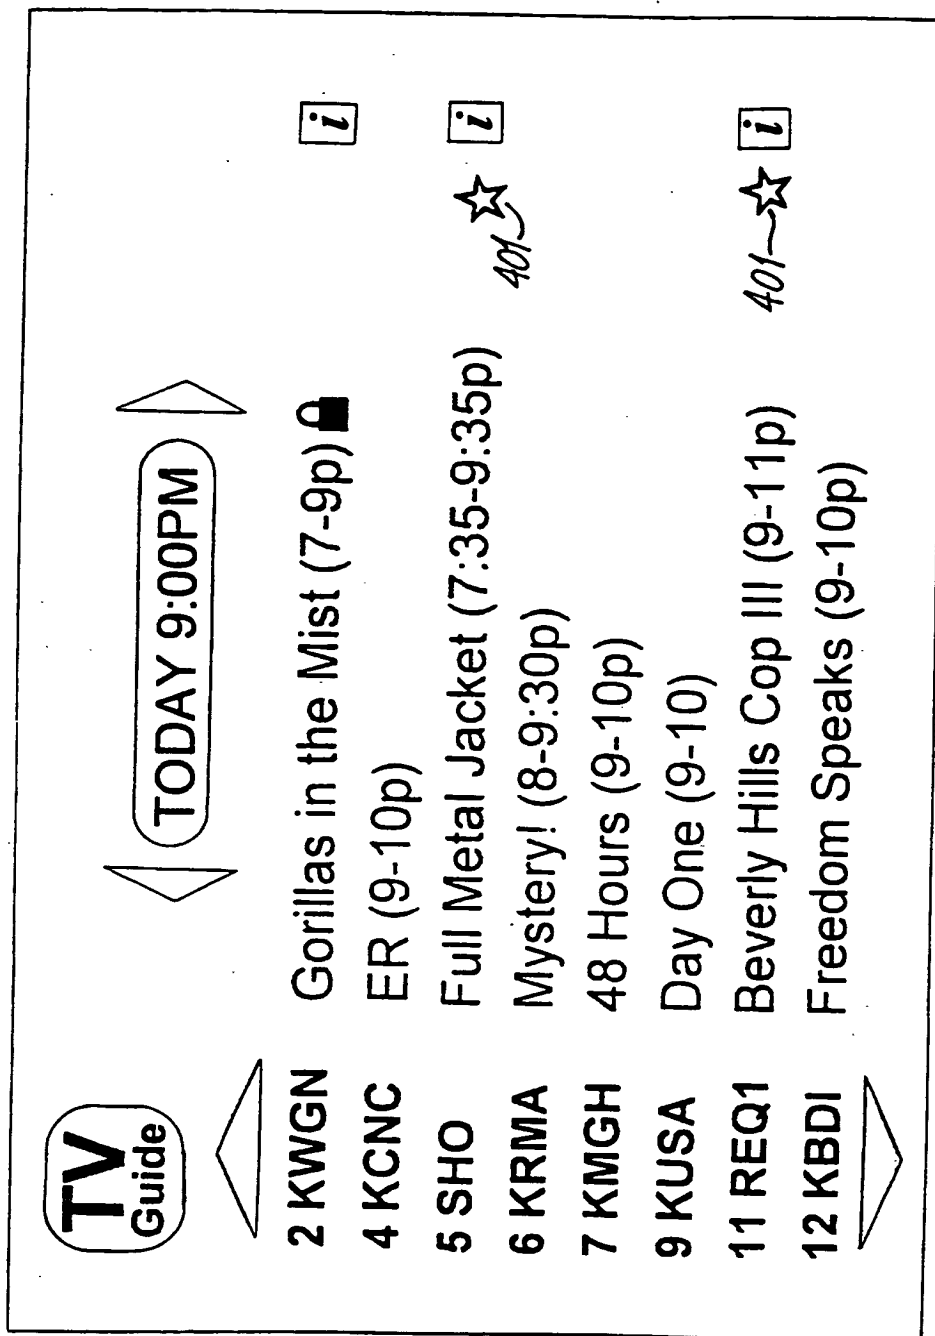 TV
Guide
TODAY 9:00PM
2 KWGN Gorillas in the Mist (7-9p) i
4 KCNC ER (9-10p)
5 SHO Full Metal Jacket (7:35-9:35p) 401 i
6 KRMA Mystery! (8-9:30p)
7 KMGH 48 Hours (9-10p)
9 KUSA Day One (9-10)
11 REQ1 Beverly Hills Cop III (9-11p) 401 i
12 KBDI Freedom Speaks (9-10p)